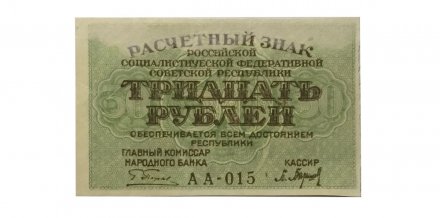 РАСЧЕТНЫЙ ЗНАК
РОССИЙСКОЙ
СОЦИАЛИСТИЧЕСКОЙ ФЕДЕРАТИВНОЙ
СОВЕТСКОЙ РЕСПУБЛИКИ
ТРИДЦАТЬ
РУБЛЕЙ
ОБЕСПЕЧИВАЕТСЯ ВСЕМ ДОСТОЯНИЕМ
РЕСПУБЛИКИ
ГЛАВНЫЙ КОМИССАР
НАРОДНОГО БАНКА
КАССИР
АА-015